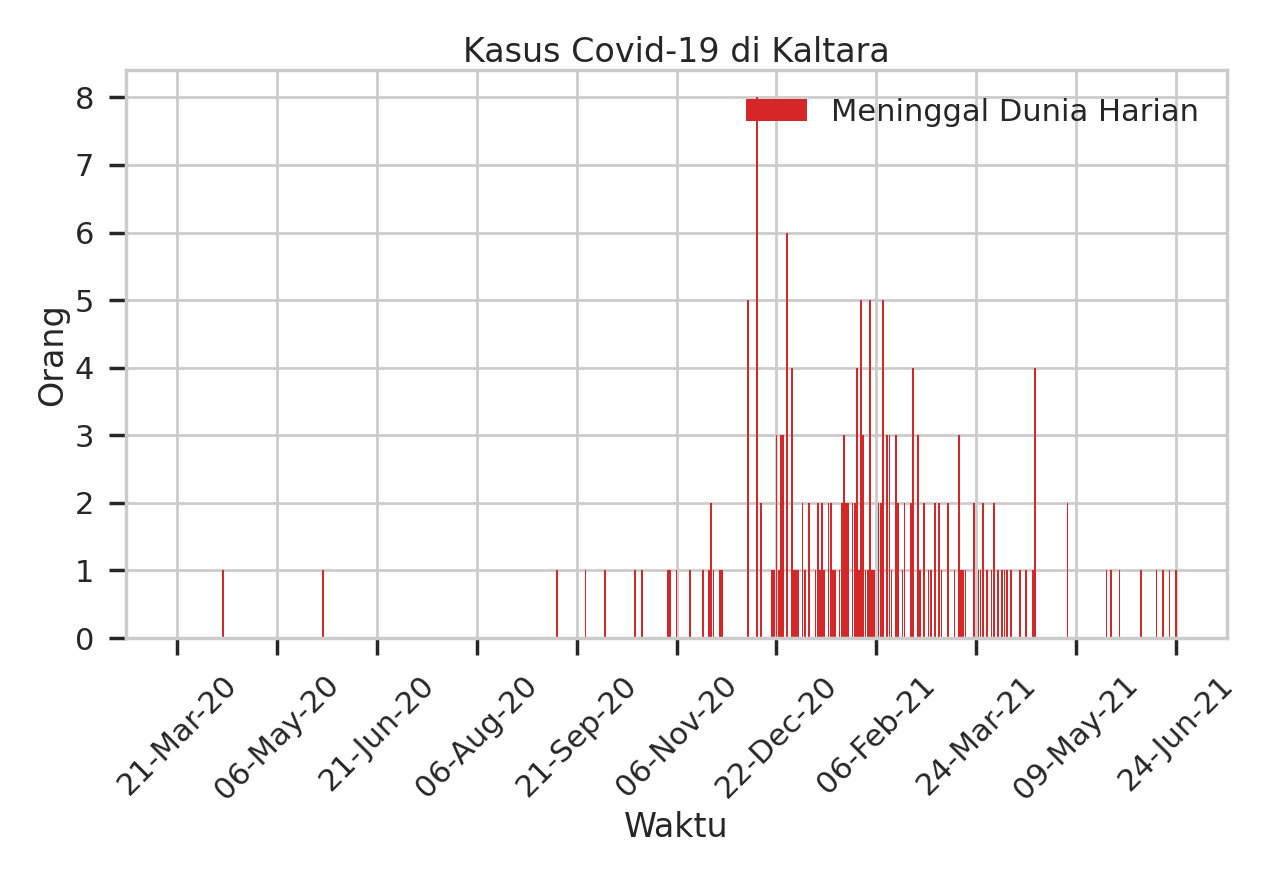 Kasus Covid-19 di Kaltara
Meninggal Dunia Harian
Orang
8
7
6
5
4
3
2
1
0
21-Mar-20
06-May-20
21-Jun-20
06-Aug-20
21-Sep-20
06-Nov-20
22-Dec-20
06-Feb-21
24-Mar-21
09-May-21
24-Jun-21
Waktu